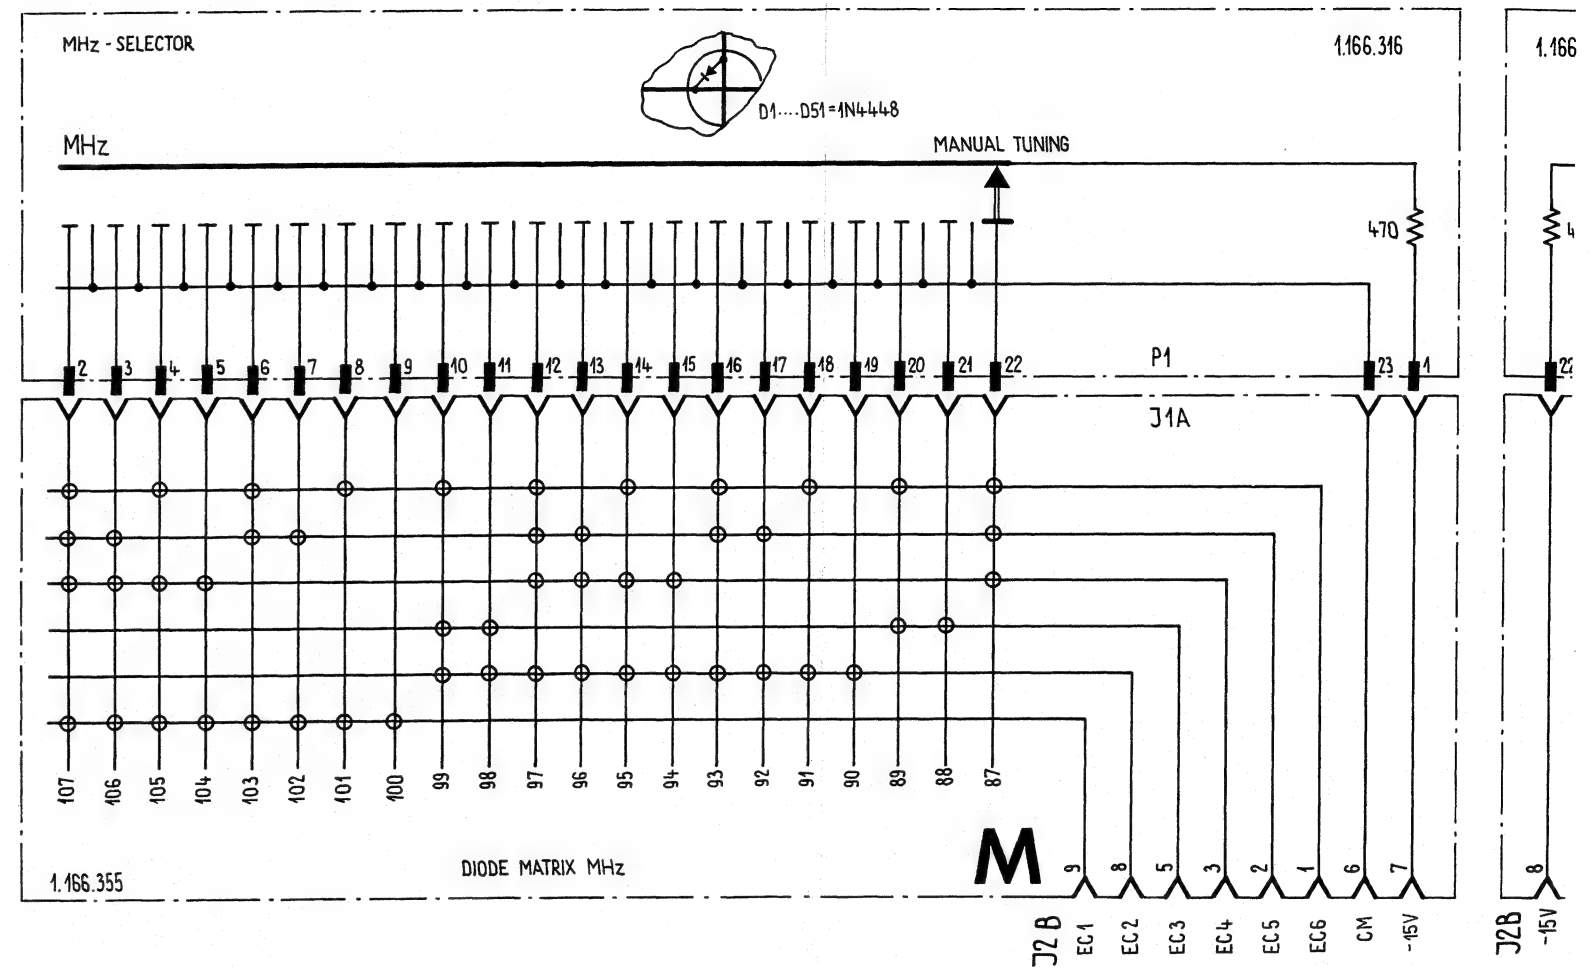 MHz - SELECTOR
1.166.316
1.166
D1....D51=1N4448
MHz
MANUAL TUNING
470
4
2 3 4 5 6 7 8 9 10 11 12 13 14 15 16 17 18 19 20 21 22 P1 23 1
22
J1A
107 106 105 104 103 102 101 100 99 98 97 96 95 94 93 92 91 90 89 88 87
DIODE MATRIX MHz
M
1.166.355
9 8 5 3 2 1 6 7
8
J2B EC1 EC2 EC3 EC4 EC5 EC6 CM -15V
J2B -15V